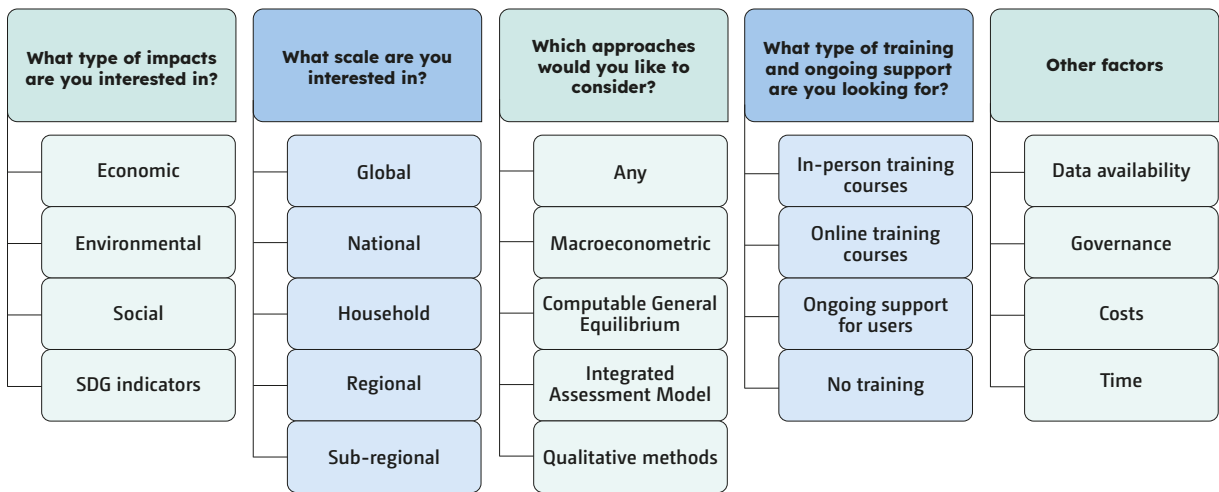 What type of impacts
are you interested in?
Economic
Environmental
Social
SDG indicators
What scale are you
interested in?
Global
National
Household
Regional
Sub-regional
Which approaches
would you like to
consider?
Any
Macroeconometric
Computable General
Equilibrium
Integrated
Assessment Model
Qualitative methods
What type of training
and ongoing support
are you looking for?
In-person training
courses
Online training
courses
Ongoing support
for users
No training
Other factors
Data availability
Governance
Costs
Time